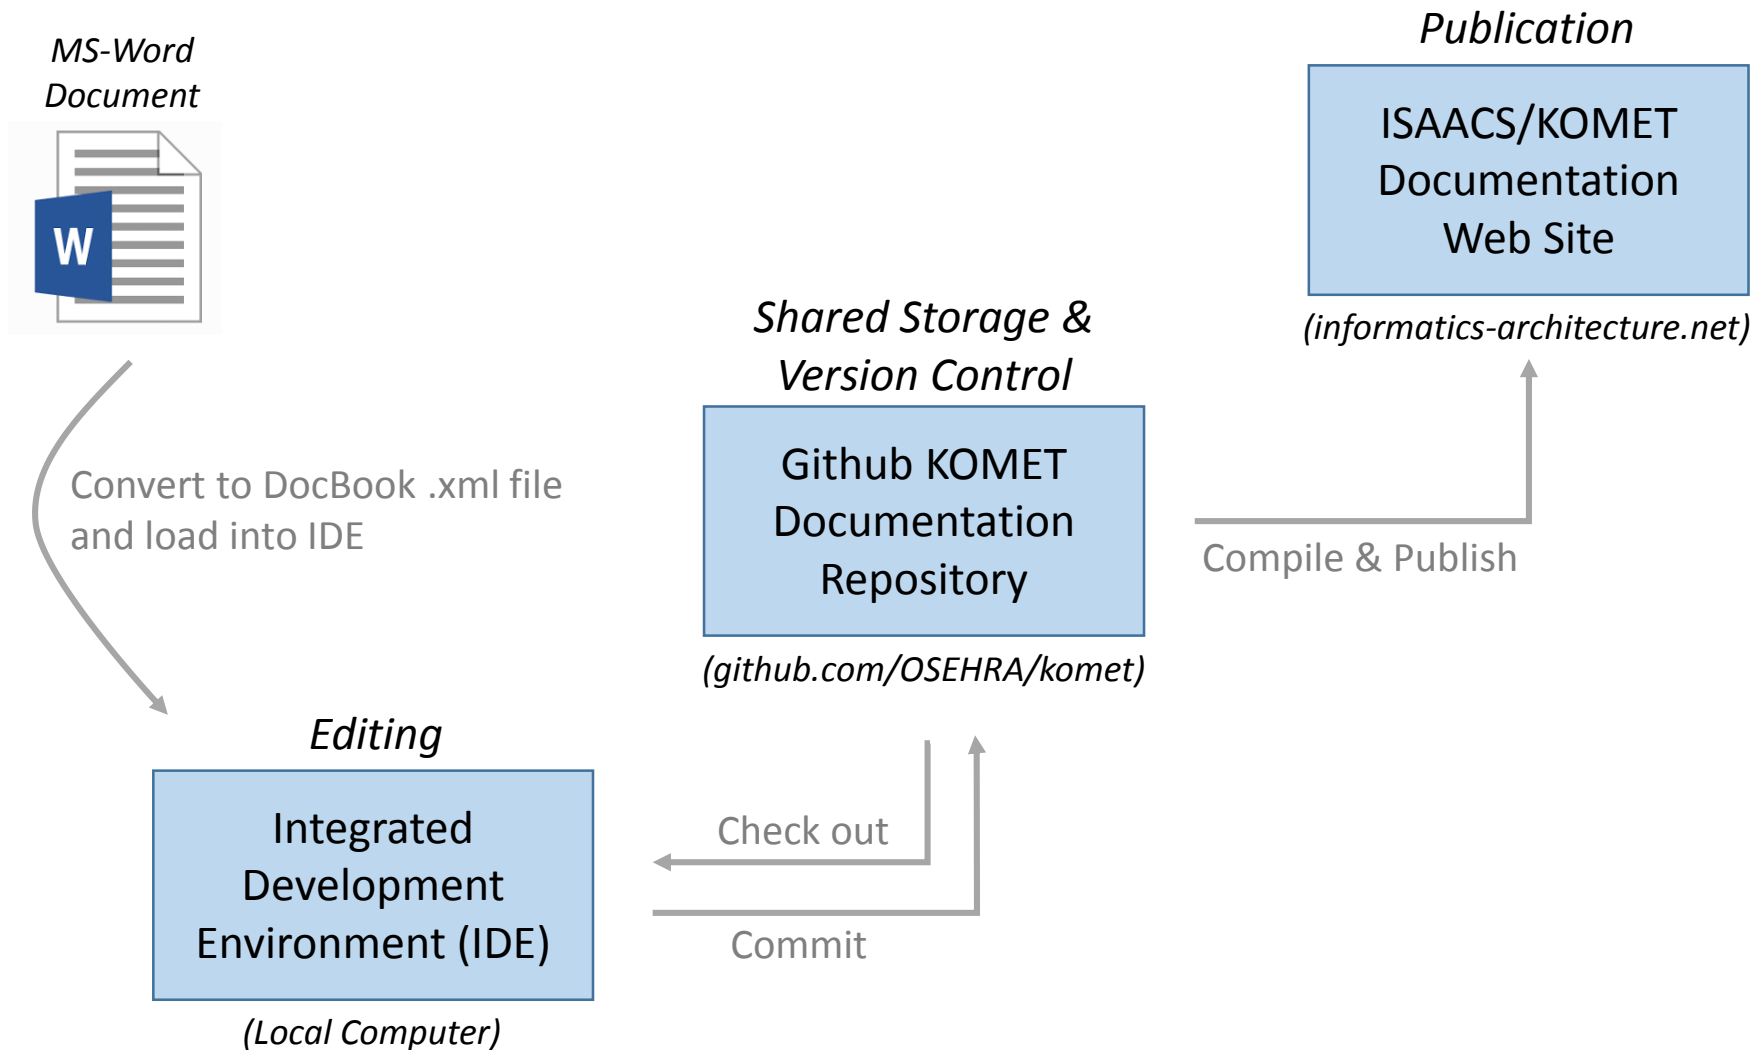 MS-Word
Document
W
Convert to DocBook .xml file
and load into IDE
Editing
Integrated
Development
Environment (IDE)
(Local Computer)
Check out
Commit
Shared Storage &
Version Control
Github KOMET
Documentation
Repository
(github.com/OSEHRA/komet)
Compile & Publish
Publication
ISAACS/KOMET
Documentation
Web Site
(informatics-architecture.net)